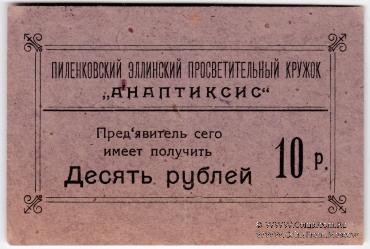 ПИЛЕНКОВСКИЙ ЭЛЛИНСКИЙ ПРОСВЕТИТЕЛЬНЫЙ КРУЖОК
„АНАПТИКСИС“
Пред'явитель сего
имеет получить
Десять рублей
10 р.